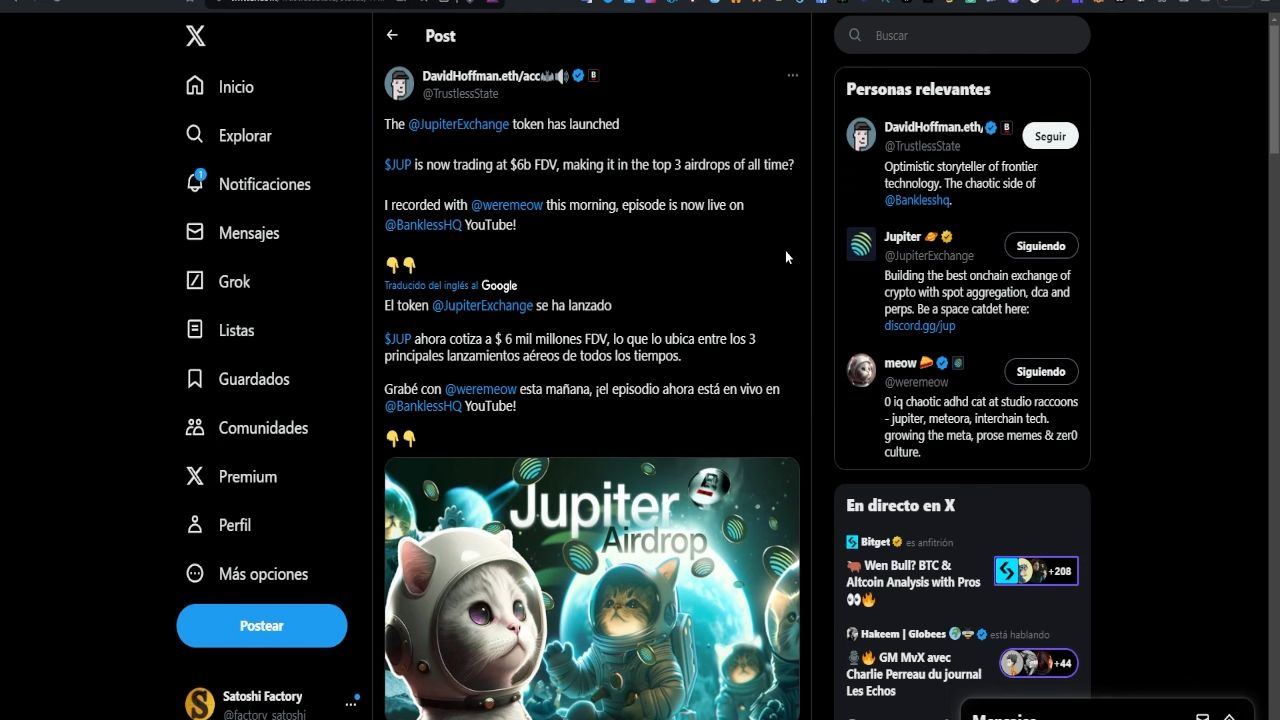 Inicio
Explorar
1
Notificaciones
Mensajes
Grok
Listas
Guardados
Comunidades
Premium
Perfil
Más opciones
Postear
Satoshi Factory
@factory_satoshi
Post
DavidHoffman.eth/acc
B
@TrustlessState
The @JupiterExchange token has launched
$JUP is now trading at $6b FDV, making it in the top 3 airdrops of all time?
I recorded with @weremeow this morning, episode is now live on
@BanklessHQ YouTube!
👇👇
Traducido del inglés al Google
El token @JupiterExchange se ha lanzado
$JUP ahora cotiza a $ 6 mil millones FDV, lo que lo ubica entre los 3
principales lanzamientos aéreos de todos los tiempos.
Grabé con @weremeow esta mañana, ¡el episodio ahora está en vivo en
@BanklessHQ YouTube!
👇👇
Jupiter
Airdrop
Buscar
Personas relevantes
DavidHoffman.eth/
B
Seguir
@TrustlessState
Optimistic storyteller of frontier
technology. The chaotic side of
@Banklesshq.
Jupiter 🪐
Siguiendo
@JupiterExchange
Building the best onchain exchange of
crypto with spot aggregation, dca and
perps. Be a space catdet here:
discord.gg/jup
meow 🍕
Siguiendo
@weremeow
0 iq chaotic adhd cat at studio raccoons
- jupiter, meteora, interchain tech.
growing the meta, prose memes & zer0
culture.
En directo en X
Bitget es anfitrión
🐂 Wen Bull? BTC &
Altcoin Analysis with Pros
👀🔥
+208
Hakeem | Globees está hablando
🎙🔥 GM MvX avec
Charlie Perreau du journal
Les Echos
+44
Mensajes